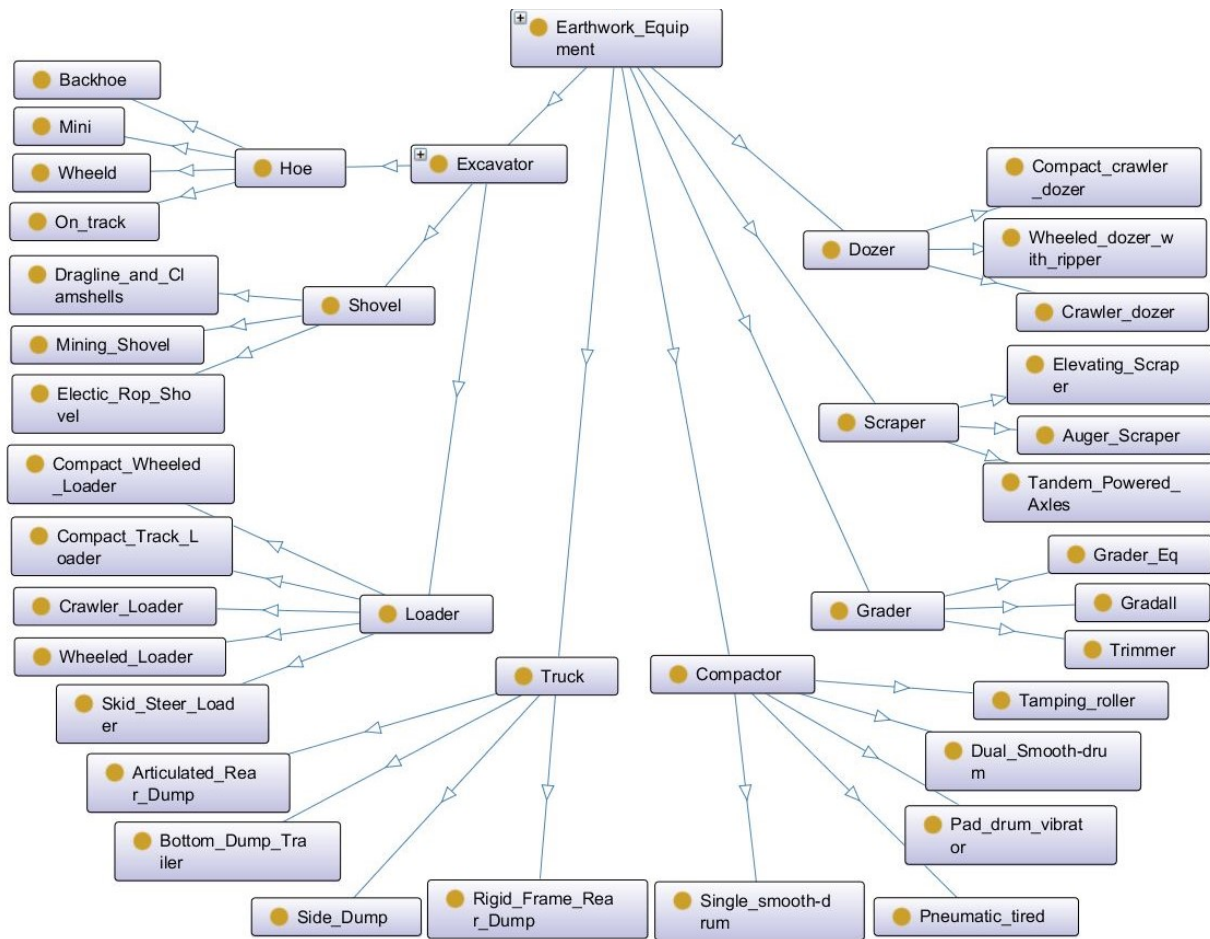 Earthwork_Equip
ment
Backhoe
Mini
Wheeld
On_track
Hoe
Excavator
Dragline_and_Cl
amshells
Mining_Shovel
Electic_Rop_Sho
vel
Shovel
Compact_Wheeled
_Loader
Compact_Track_L
oader
Crawler_Loader
Wheeled_Loader
Skid_Steer_Load
er
Loader
Truck
Articulated_Rea
r_Dump
Bottom_Dump_Tra
iler
Side_Dump
Rigid_Frame_Rea
r_Dump
Compactor
Single_smooth-d
rum
Pneumatic_tired
Pad_drum_vibrat
or
Dual_Smooth-dru
m
Tamping_roller
Grader
Grader_Eq
Gradall
Trimmer
Scraper
Elevating_Scrap
er
Auger_Scraper
Tandem_Powered_
Axles
Dozer
Compact_crawler
_dozer
Wheeled_dozer_w
ith_ripper
Crawler_dozer